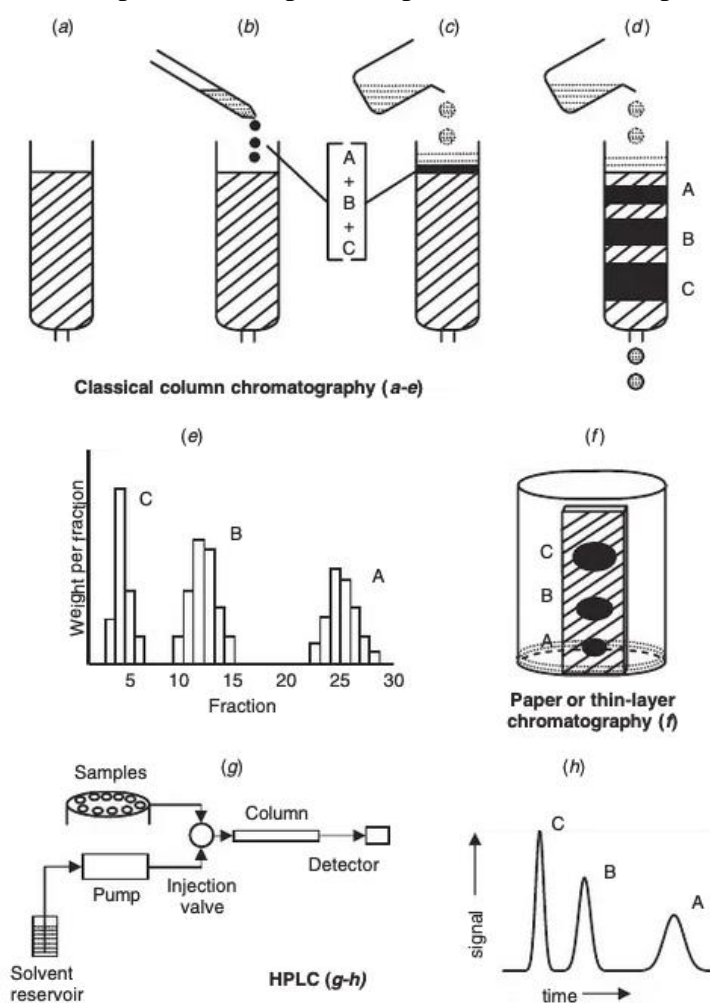 (a)
(b)
(c)
(d)
A
+
B
+
C
A
B
C
Classical column chromatography (a-e)
(e)
(f)
Weight per fraction
C
B
A
5
10
15
20
25
30
Fraction
C
B
A
Paper or thin-layer
chromatography (f)
(g)
(h)
Samples
Column
Detector
Pump
Injection
valve
Solvent
reservoir
HPLC (g-h)
signal
C
B
A
time